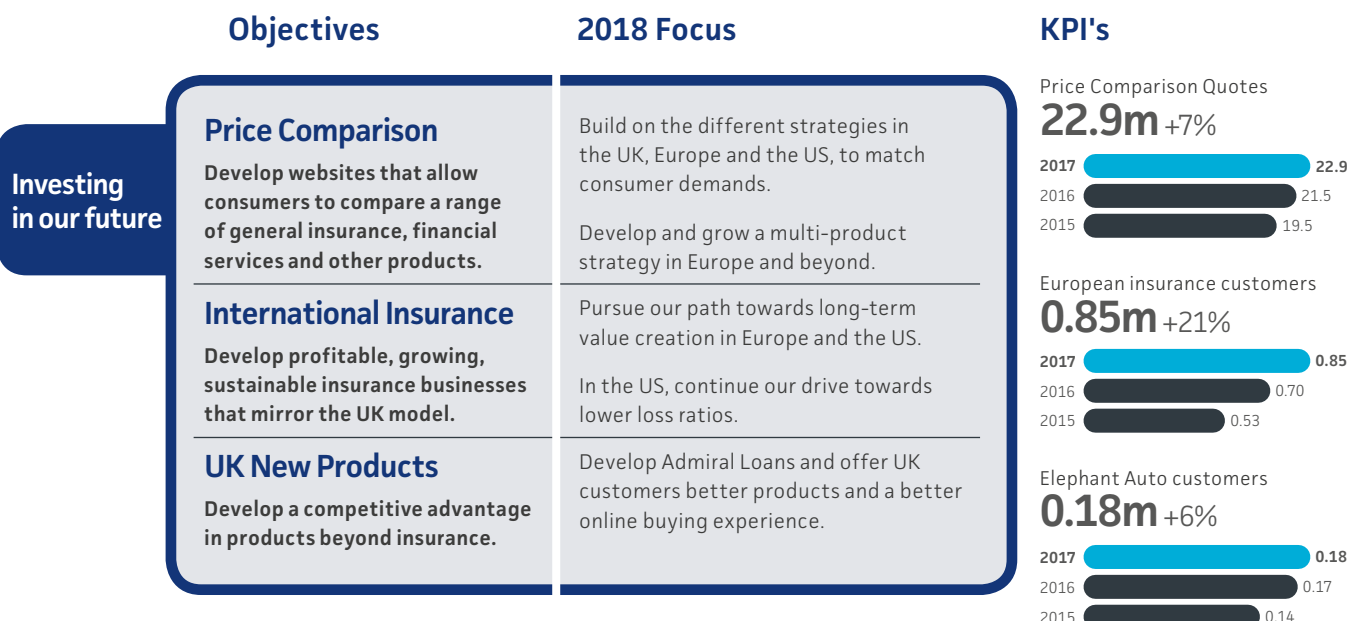 Objectives
2018 Focus
KPI's
Investing
in our future
Price Comparison
Develop websites that allow
consumers to compare a range
of general insurance, financial
services and other products.
Build on the different strategies in
the UK, Europe and the US, to match
consumer demands.
Develop and grow a multi-product
strategy in Europe and beyond.
International Insurance
Develop profitable, growing,
sustainable insurance businesses
that mirror the UK model.
Pursue our path towards long-term
value creation in Europe and the US.
In the US, continue our drive towards
lower loss ratios.
UK New Products
Develop a competitive advantage
in products beyond insurance.
Develop Admiral Loans and offer UK
customers better products and a better
online buying experience.
Price Comparison Quotes
22.9m +7%
2017 22.9
2016 21.5
2015 19.5
European insurance customers
0.85m +21%
2017 0.85
2016 0.70
2015 0.53
Elephant Auto customers
0.18m +6%
2017 0.18
2016 0.17
2015 0.14